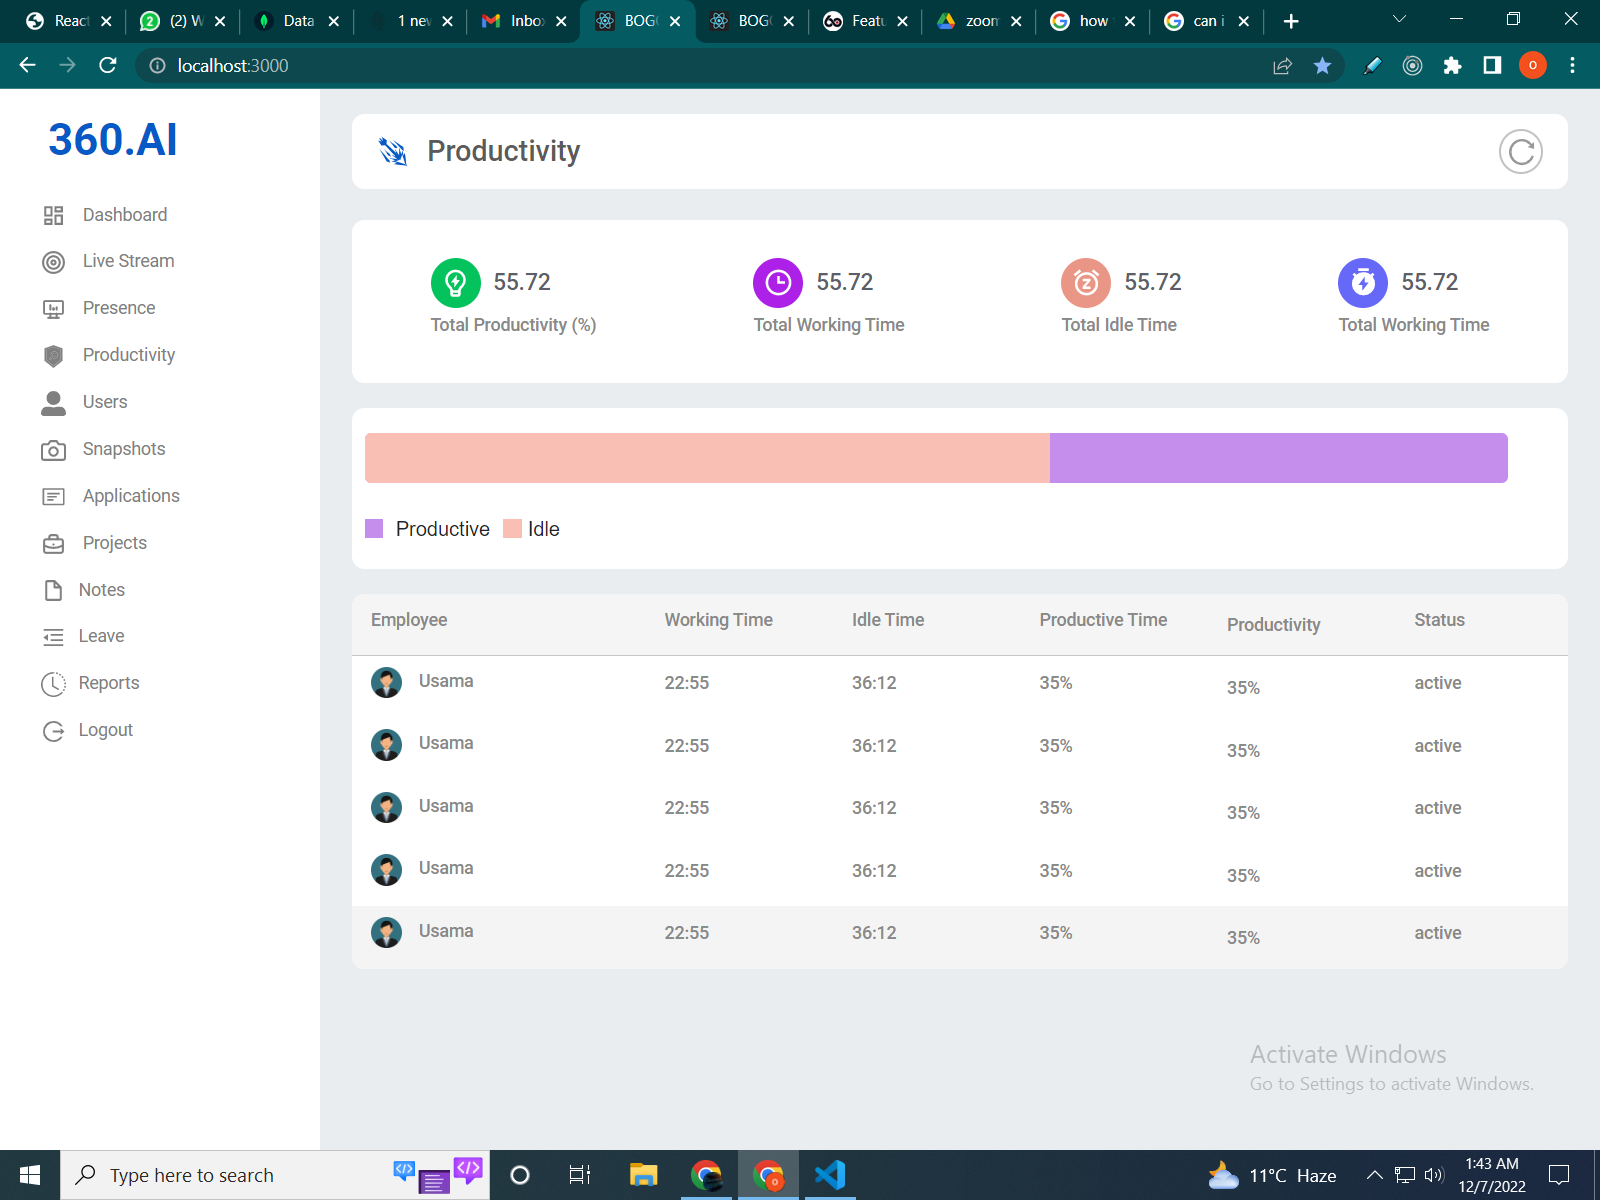 React
(2) W
Data
1 new
Inbox
BOG
BOG
Featu
zoom
how
can i
localhost:3000
O
360.AI
Dashboard
Live Stream
Presence
Productivity
Users
Snapshots
Applications
Projects
Notes
Leave
Reports
Logout
Productivity
55.72
Total Productivity (%)
55.72
Total Working Time
55.72
Total Idle Time
55.72
Total Working Time
Productive Idle
Employee Working Time Idle Time Productive Time Productivity Status
Usama 22:55 36:12 35% 35% active
Usama 22:55 36:12 35% 35% active
Usama 22:55 36:12 35% 35% active
Usama 22:55 36:12 35% 35% active
Usama 22:55 36:12 35% 35% active
Activate Windows
Go to Settings to activate Windows.
Type here to search
11°C Haze
1:43 AM
12/7/2022